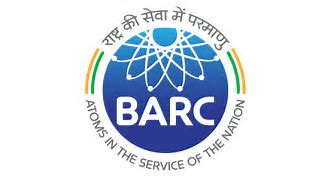 राष्ट्र की सेवा में परमाणु
BARC
ATOMS IN THE SERVICE OF THE NATION